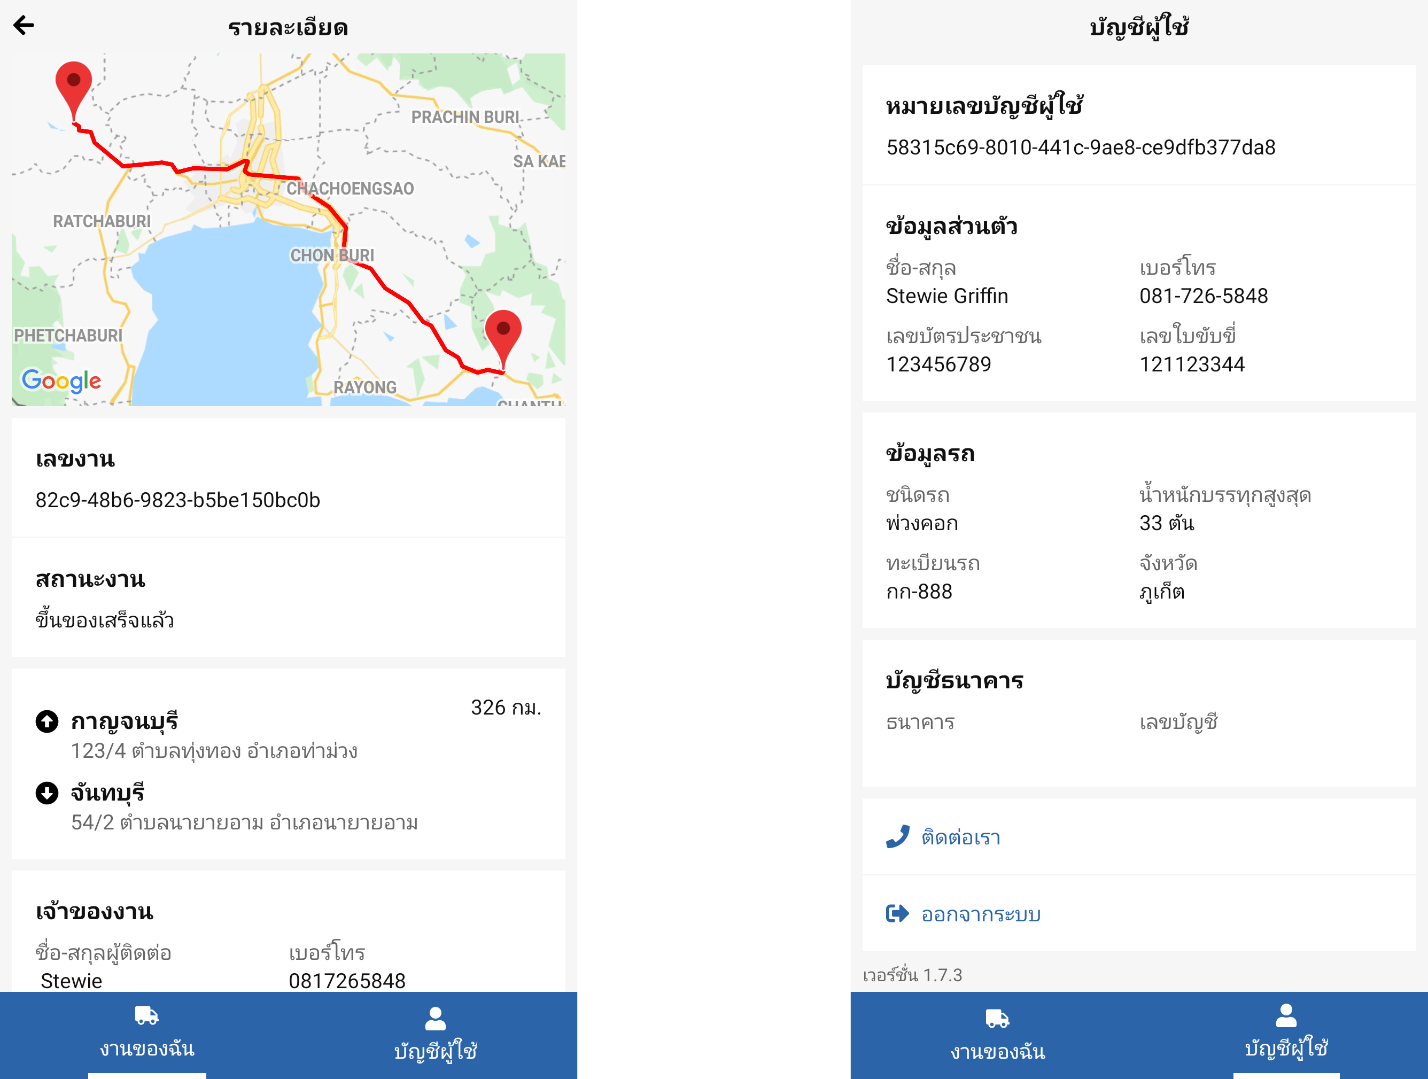 รายละเอียด
PRACHIN BURI
SA KAE
CHACHOENGSAO
RATCHABURI
CHON BURI
PHETCHABURI
RAYONG
Google
CHANTH
เลขงาน
82c9-48b6-9823-b5be150bc0b
สถานะงาน
ขึ้นของเสร็จแล้ว
326 กม.
กาญจนบุรี
123/4 ตำบลทุ่งทอง อำเภอท่าม่วง
จันทบุรี
54/2 ตำบลนายายอาม อำเภอนายายอาม
เจ้าของงาน
ชื่อ-สกุลผู้ติดต่อ เบอร์โทร
Stewie 0817265848
งานของฉัน บัญชีผู้ใช้
บัญชีผู้ใช้
หมายเลขบัญชีผู้ใช้
58315c69-8010-441c-9ae8-ce9dfb377da8
ข้อมูลส่วนตัว
ชื่อ-สกุล เบอร์โทร
Stewie Griffin 081-726-5848
เลขบัตรประชาชน เลขใบขับขี่
123456789 121123344
ข้อมูลรถ
ชนิดรถ น้ำหนักบรรทุกสูงสุด
พ่วงคอก 33 ตัน
ทะเบียนรถ จังหวัด
กก-888 ภูเก็ต
บัญชีธนาคาร
ธนาคาร เลขบัญชี
ติดต่อเรา
ออกจากระบบ
เวอร์ชั่น 1.7.3
งานของฉัน บัญชีผู้ใช้